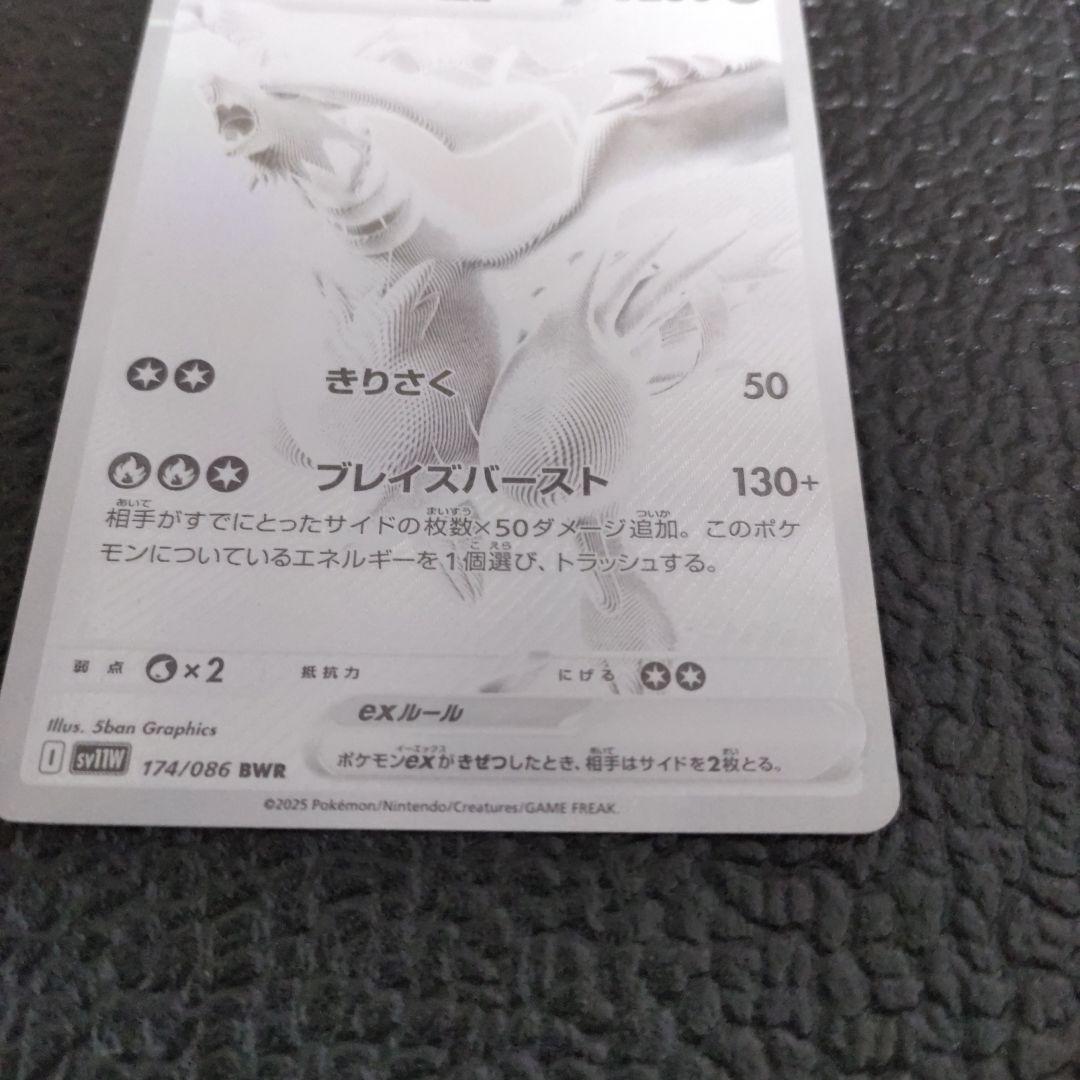 きりさく 50
ブレイズバースト 130+
相手がすでにとったサイドの枚数×50ダメージ追加。このポケ
モンについているエネルギーを1個選び、トラッシュする。
弱点 ×2 抵抗力 にげる
exルール
Illus. 5ban Graphics
ポケモンexがきぜつしたとき、相手はサイドを2枚とる。
I SV11W 174/086 BWR
©2025 Pokémon/Nintendo/Creatures/GAME FREAK.